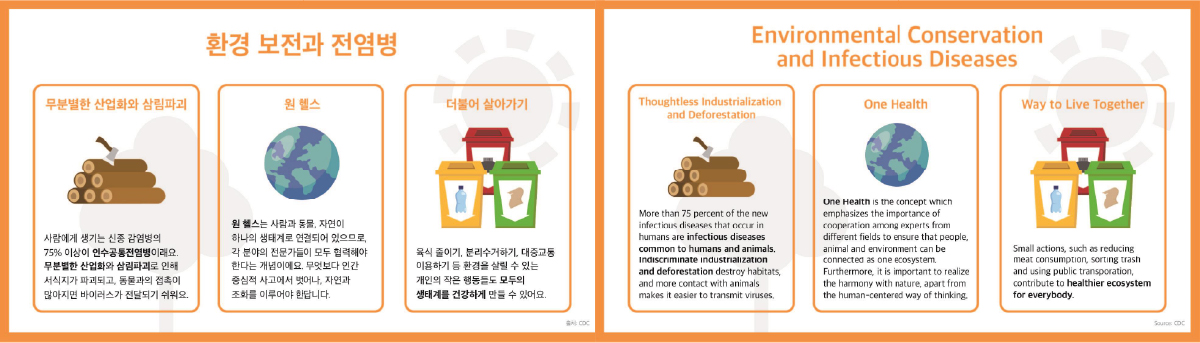 환경 보전과 전염병
무분별한 산업화와 삼림파괴
사람에게 생기는 신종 감염병의
75% 이상이 인수공통전염병이래요.
무분별한 산업화와 삼림파괴로 인해
서식지가 파괴되고, 동물과의 접촉이
많아지면 바이러스가 전달되기 쉬워요.
원 헬스
원 헬스는 사람과 동물, 자연이
하나의 생태계로 연결되어 있으므로,
각 분야의 전문가들이 모두 협력해야
한다는 개념이에요. 무엇보다 인간
중심적 사고에서 벗어나, 자연과
조화를 이루어야 한답니다.
더불어 살아가기
육식 줄이기, 분리수거하기, 대중교통
이용하기 등 환경을 살릴 수 있는
개인의 작은 행동들도 모두의
생태계를 건강하게 만들 수 있어요.
출처: CDC
Environmental Conservation
and Infectious Diseases
Thoughtless Industrialization
and Deforestation
More than 75 percent of the new
infectious diseases that occur in
humans are infectious diseases
common to humans and animals.
Indiscriminate industrialization
and deforestation destroy habitats,
and more contact with animals
makes it easier to transmit viruses.
One Health
One Health is the concept which
emphasizes the importance of
cooperation among experts from
different fields to ensure that people,
animal and environment can be
connected as one ecosystem.
Furthermore, it is important to realize
the harmony with nature, apart from
the human-centered way of thinking.
Way to Live Together
Small actions, such as reducing
meat consumption, sorting trash
and using public transporation,
contribute to healthier ecosystem
for everybody.
Source: CDC